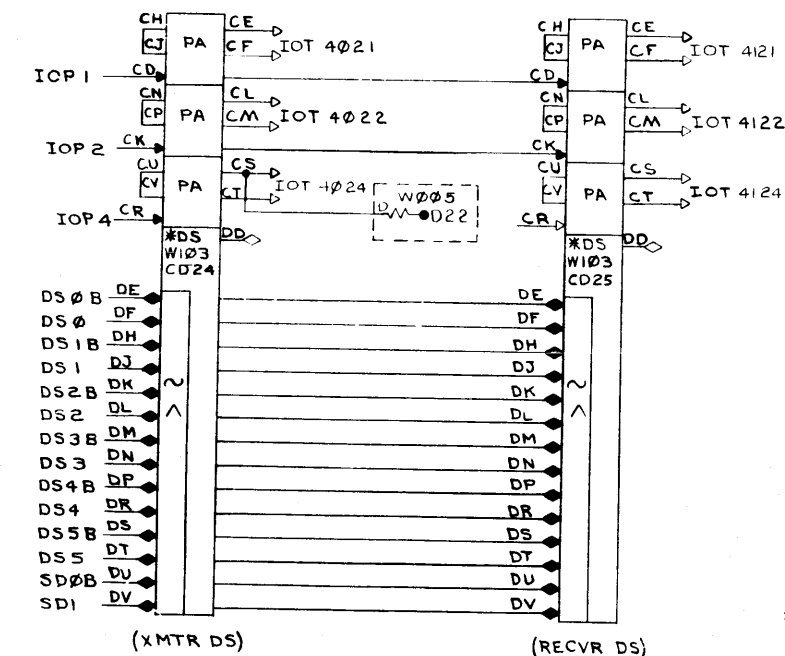 CH CE CH CE
CJ PA CF IOT 4Ø21 CJ PA CF IOT 4121
IOP 1 CD CD
CN CL CN CL
CP PA CM IOT 4Ø22 CP PA CM IOT 4122
IOP 2 CK CK
CU CS CU CS
CV PA CT IOT 4Ø24 CV PA CT IOT 4124
W005
D D22
IOP 4 CR CR
*DS DD *DS DD
W1Ø3 W1Ø3
CD24 CD25
DSØB DE DE
DSØ DF DF
DS1B DH DH
DS1 DJ DJ
DS2B DK DK
DS2 DL DL
DS3B DM DM
DS3 DN DN
DS4B DP DP
DS4 DR DR
DS5B DS DS
DS5 DT DT
SDØB DU DU
SD1 DV DV
(XMTR DS) (RECVR DS)